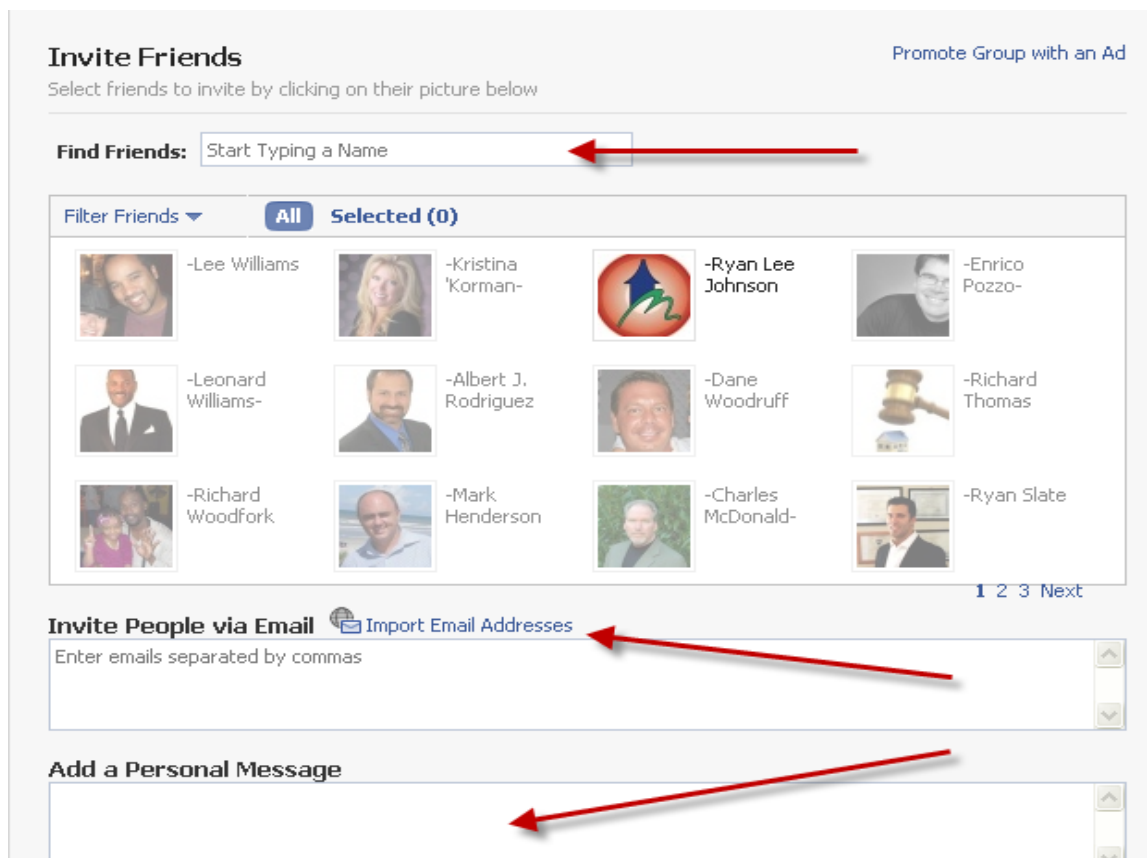 Invite Friends
Promote Group with an Ad
Select friends to invite by clicking on their picture below
Find Friends: Start Typing a Name
Filter Friends All Selected (0)
-Lee Williams
-Kristina
'Korman-
-Ryan Lee
Johnson
-Enrico
Pozzo-
-Leonard
Williams-
-Albert J.
Rodriguez
-Dane
Woodruff
-Richard
Thomas
-Richard
Woodfork
-Mark
Henderson
-Charles
McDonald-
-Ryan Slate
1 2 3 Next
Invite People via Email Import Email Addresses
Enter emails separated by commas
Add a Personal Message